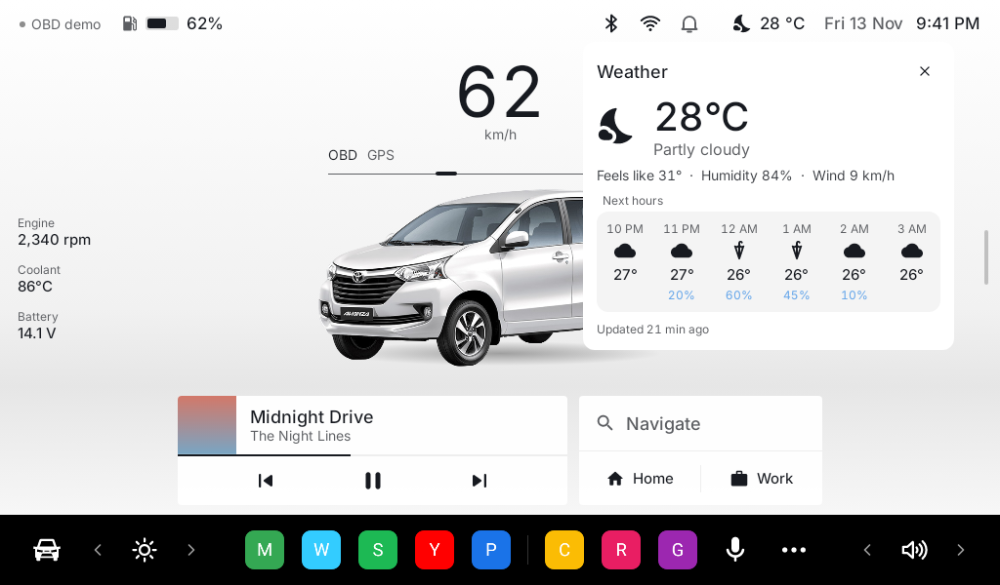 OBD demo 62% 28 °C Fri 13 Nov 9:41 PM
62
km/h
OBD GPS
Engine
2,340 rpm
Coolant
86°C
Battery
14.1 V
AVANZA
Weather
28°C
Partly cloudy
Feels like 31° · Humidity 84% · Wind 9 km/h
Next hours
10 PM 11 PM 12 AM 1 AM 2 AM 3 AM
27° 27° 26° 26° 26° 26°
20% 60% 45% 10%
Updated 21 min ago
Midnight Drive
The Night Lines
Navigate
Home Work
M W S Y P C R G